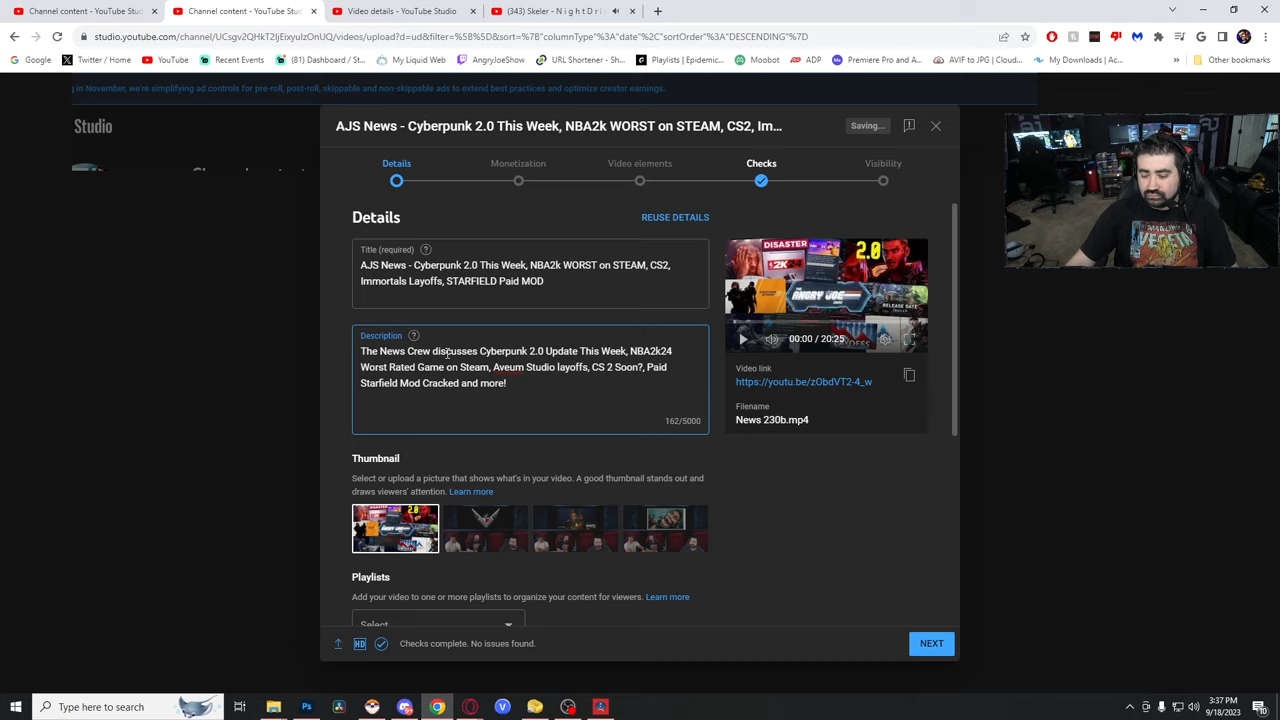 Channel content - YouTube Stu
Channel content - YouTube Stu
Video details - YouTube Studio
(343) Skeler - N i g h t D r i v
studio.youtube.com/channel/UCsgv2QHkT2ljEixyulzOnUQ/videos/upload?d=ud&filter=%5B%5D&sort=%7B"columnType"%3A"date"%2C"sortOrder"%3A"DESCENDING"%7D
Google
Twitter / Home
YouTube
Recent Events
(81) Dashboard / St...
My Liquid Web
AngryJoeShow
URL Shortener - Sh...
Playlists | Epidemic...
Moobot
ADP
Premiere Pro and A...
AVIF to JPG | Cloud...
My Downloads | Ac...
»
Other bookmarks
g in November, we're simplifying ad controls for pre-roll, post-roll, skippable and non-skippable ads to extend best practices and optimize creator earnings.
Studio
AJS News - Cyberpunk 2.0 This Week, NBA2k WORST on STEAM, CS2, Im...
Saving...
Details
Monetization
Video elements
Checks
Visibility
Details
REUSE DETAILS
Title (required)
AJS News - Cyberpunk 2.0 This Week, NBA2k WORST on STEAM, CS2,
Immortals Layoffs, STARFIELD Paid MOD
Description
The News Crew discusses Cyberpunk 2.0 Update This Week, NBA2k24
Worst Rated Game on Steam, Aveum Studio layoffs, CS 2 Soon?, Paid
Starfield Mod Cracked and more!
162/5000
DISASTER
2K24
2.0
THE
ANGRY JOE
SHOW
RELEASE DATE
00:00 / 20:25
Video link
https://youtu.be/zObdVT2-4_w
Filename
News 230b.mp4
Thumbnail
Select or upload a picture that shows what's in your video. A good thumbnail stands out and
draws viewers' attention. Learn more
Playlists
Add your video to one or more playlists to organize your content for viewers. Learn more
Select
HD
Checks complete. No issues found.
NEXT
Type here to search
3:37 PM
9/18/2023